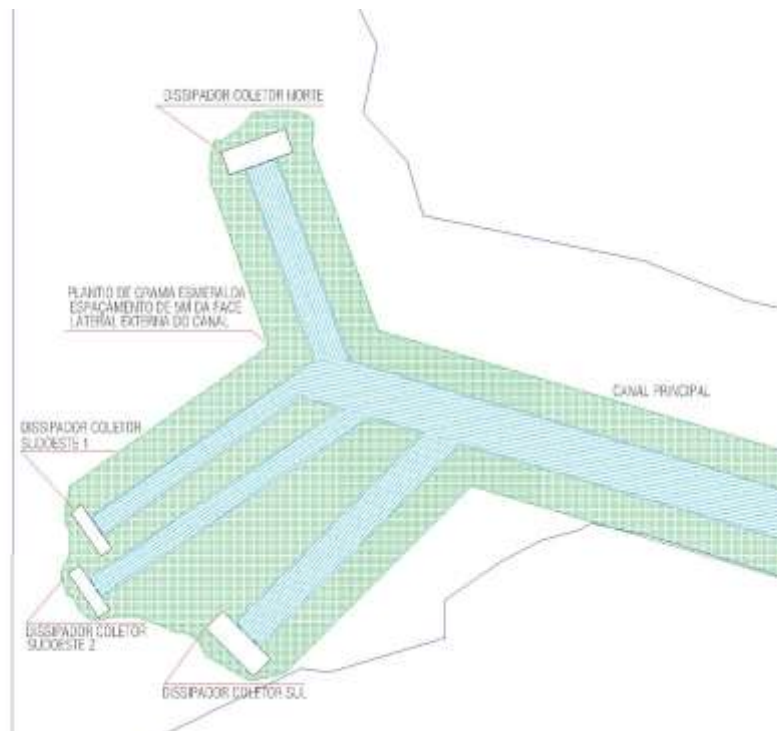 DISSIPADOR COLETOR NORTE
PLANTIO DE GRAMA ESMERALDA
ESPAÇAMENTO DE 5M DA FACE
LATERAL EXTERNA DO CANAL
CANAL PRINCIPAL
DISSIPADOR COLETOR
SUDOESTE 1
DISSIPADOR COLETOR
SUDOESTE 2
DISSIPADOR COLETOR SUL